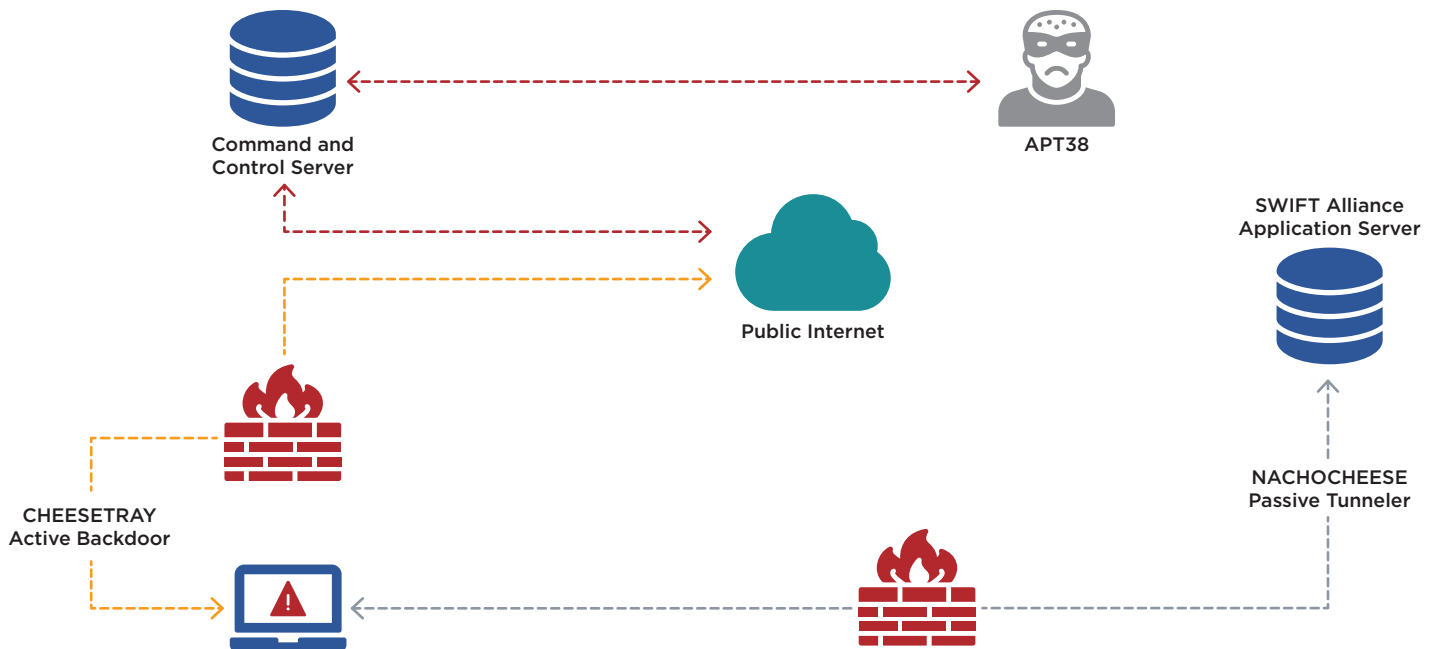 Command and
Control Server
APT38
SWIFT Alliance
Application Server
Public Internet
NACHOCHEESE
Passive Tunneler
CHEESETRAY
Active Backdoor
!